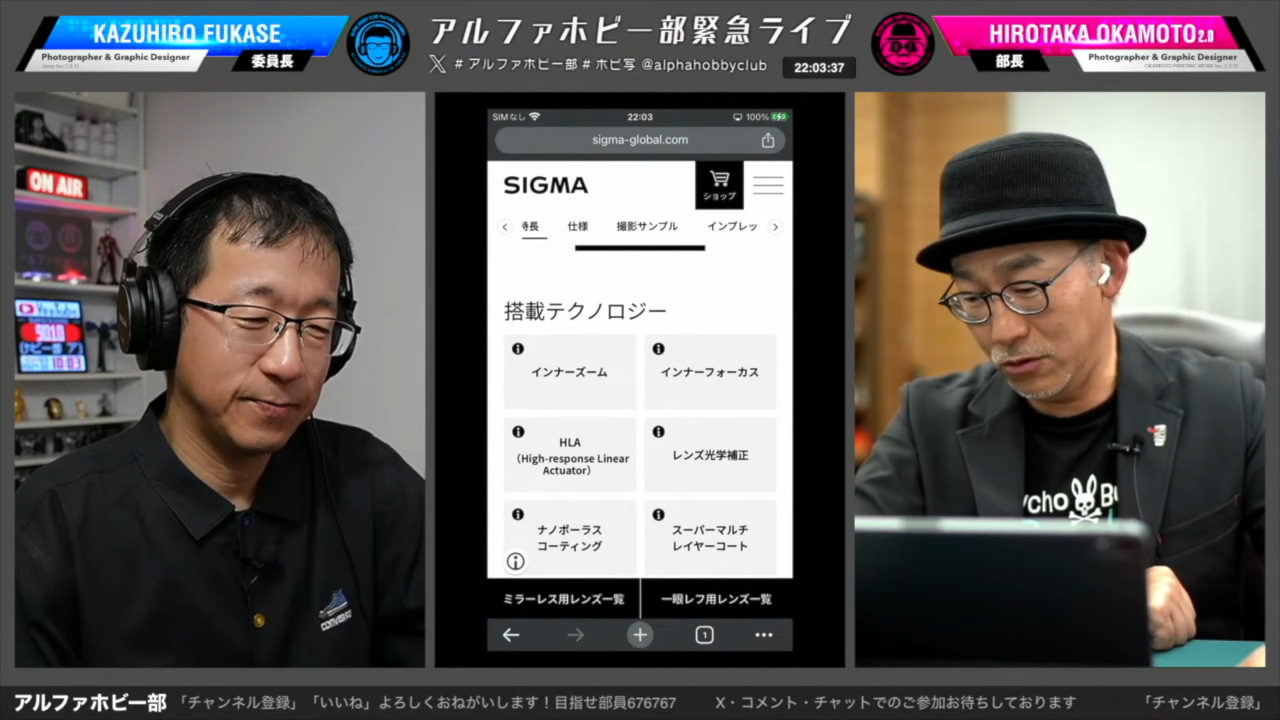 KAZUHIRO FUKASE
Photographer & Graphic Designer
委員長
アルファホビー部緊急ライブ
X #アルファホビー部 #ホビ写 @alphahobbyclub
22:03:37
HIROTAKA OKAMOTO2.0
部長
Photographer & Graphic Designer
ON AIR
10:03
SIMなし
22:03
100%
sigma-global.com
SIGMA
ショップ
特長
仕様
撮影サンプル
インプレッ
搭載テクノロジー
インナーズーム
インナーフォーカス
HLA
(High-response Linear
Actuator)
レンズ光学補正
ナノポーラス
コーティング
スーパーマルチ
レイヤーコート
ミラーレス用レンズ一覧
一眼レフ用レンズ一覧
1
CONVERSE
ycho Bu
アルファホビー部
「チャンネル登録」「いいね」よろしくおねがいします!目指せ部員676767
X・コメント・チャットでのご参加お待ちしております
「チャンネル登録」